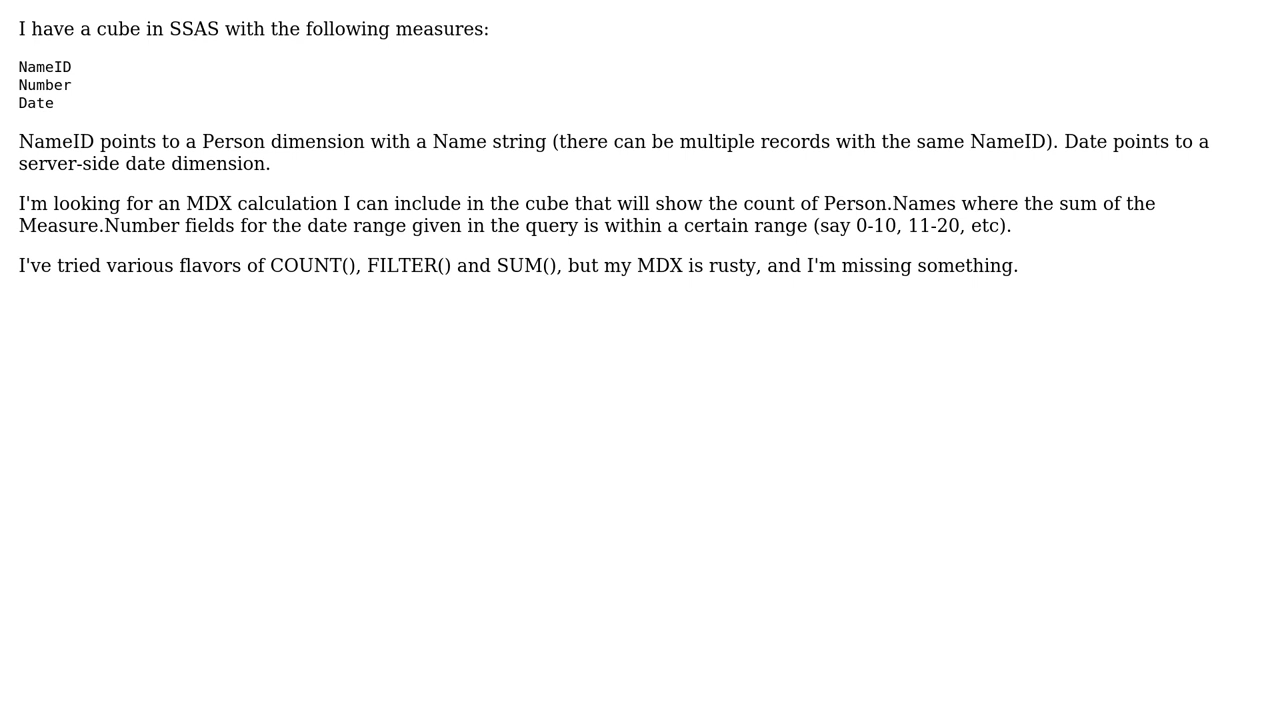 I have a cube in SSAS with the following measures:
NameID
Number
Date
NameID points to a Person dimension with a Name string (there can be multiple records with the same NameID). Date points to a
server-side date dimension.
I'm looking for an MDX calculation I can include in the cube that will show the count of Person.Names where the sum of the
Measure.Number fields for the date range given in the query is within a certain range (say 0-10, 11-20, etc).
I've tried various flavors of COUNT(), FILTER() and SUM(), but my MDX is rusty, and I'm missing something.